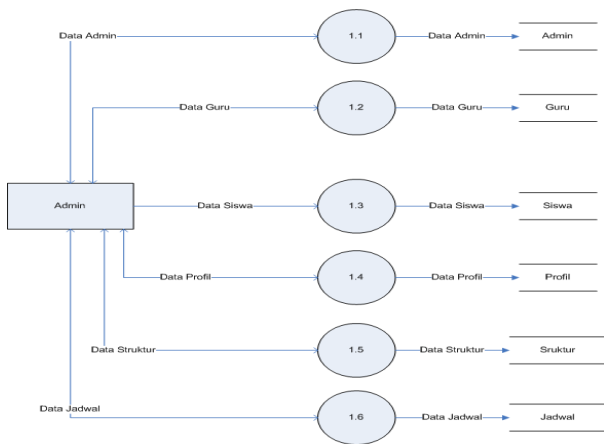 Data Admin 1.1 Data Admin Admin
Data Guru 1.2 Data Guru Guru
Admin Data Siswa 1.3 Data Siswa Siswa
Data Profil 1.4 Data Profil Profil
Data Struktur 1.5 Data Struktur Sruktur
Data Jadwal 1.6 Data Jadwal Jadwal